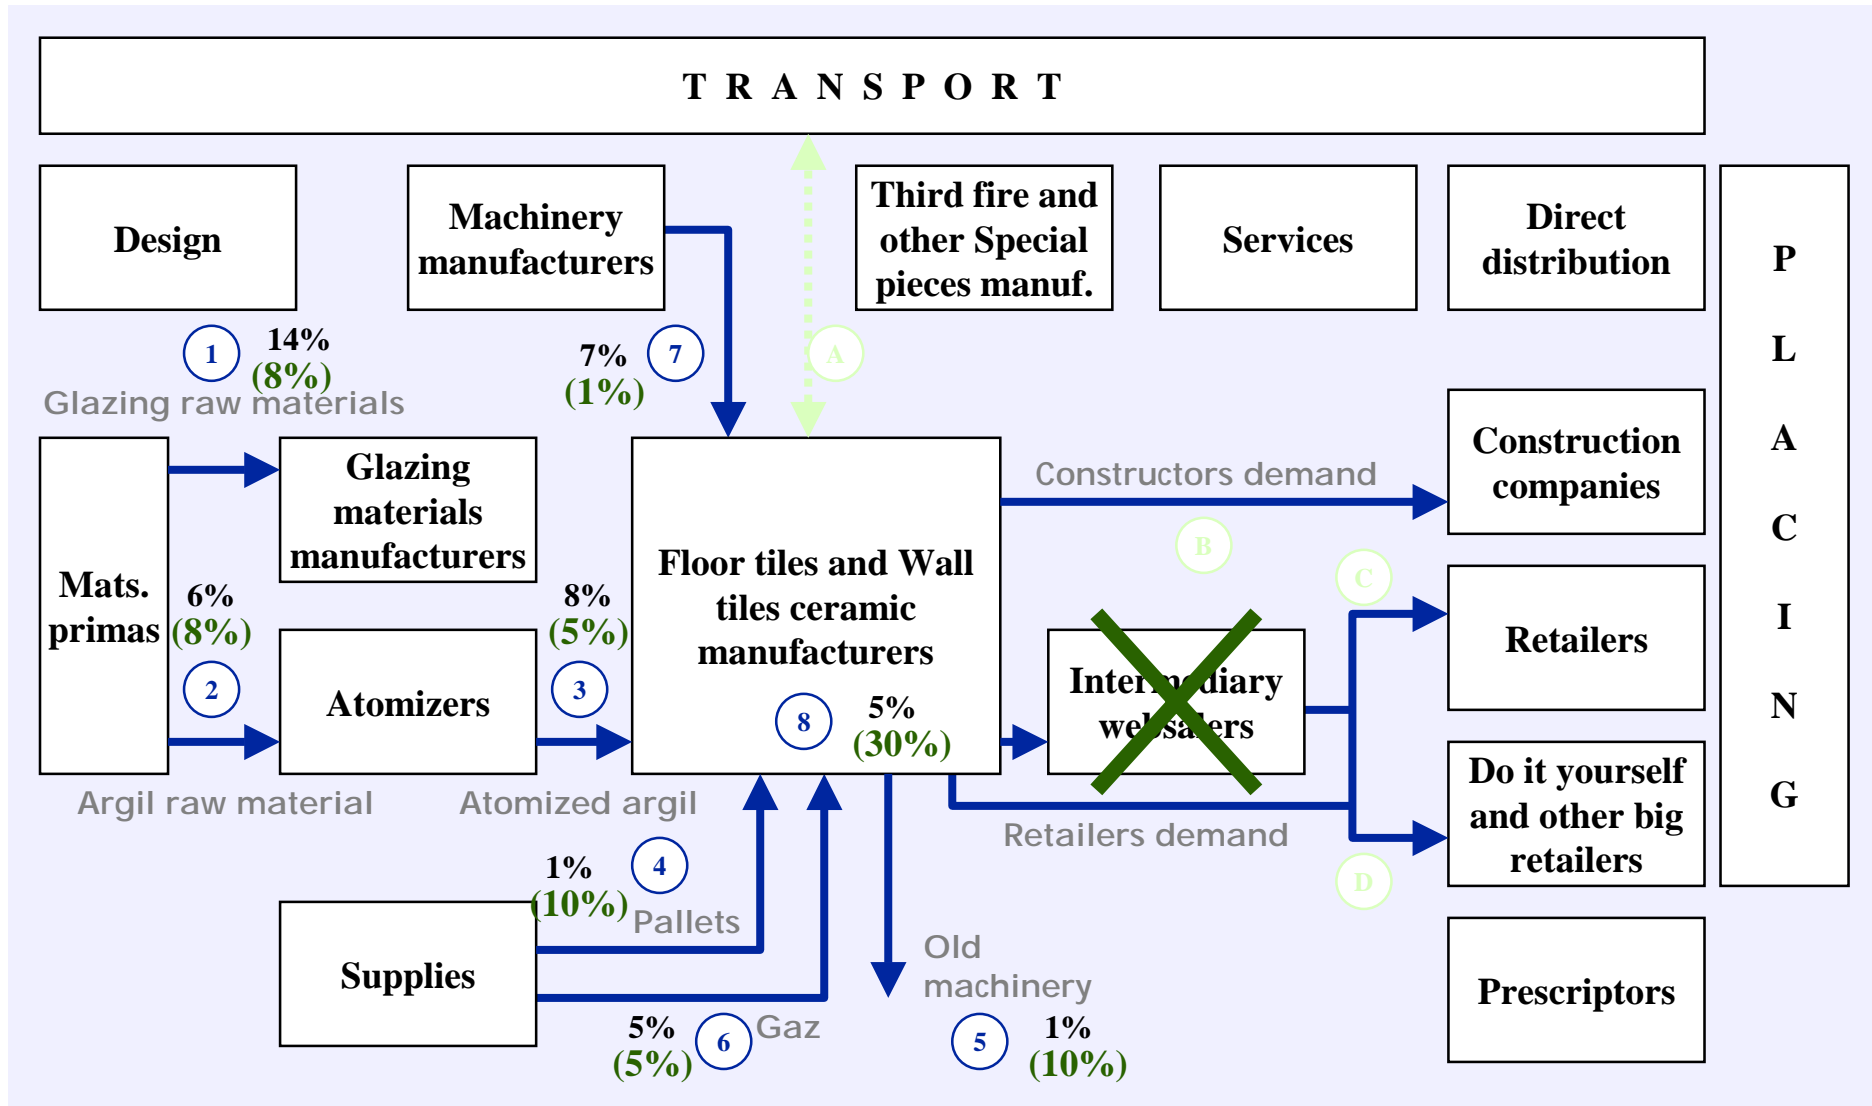 T R A N S P O R T
Design
Machinery
manufacturers
Third fire and
other Special
pieces manuf.
Services
Direct
distribution
P
L
A
C
I
N
G
1
14%
(8%)
Glazing raw materials
7%
(1%)
7
A
Mats.
primas
Glazing
materials
manufacturers
6%
(8%)
2
Atomizers
8%
(5%)
3
Argil raw material
Atomized argil
Floor tiles and Wall
tiles ceramic
manufacturers
8
5%
(30%)
Constructors demand
B
Construction
companies
C
Retailers
Intermediary
websalers
Retailers demand
D
Do it yourself
and other big
retailers
Prescriptors
1%
(10%)
4
Pallets
Supplies
5%
(5%)
6
Gaz
Old
machinery
5
1%
(10%)